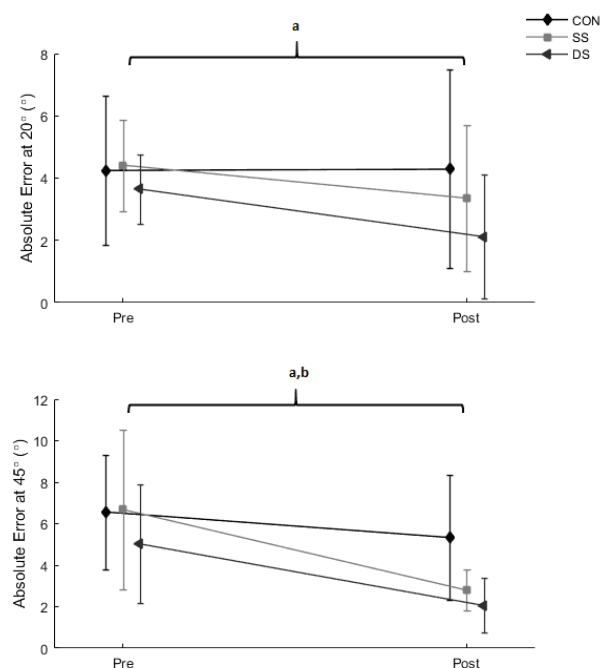 CON
SS
DS
a
Absolute Error at 20° (°)
8
6
4
2
0
Pre Post
a,b
Absolute Error at 45° (°)
12
10
8
6
4
2
0
Pre Post